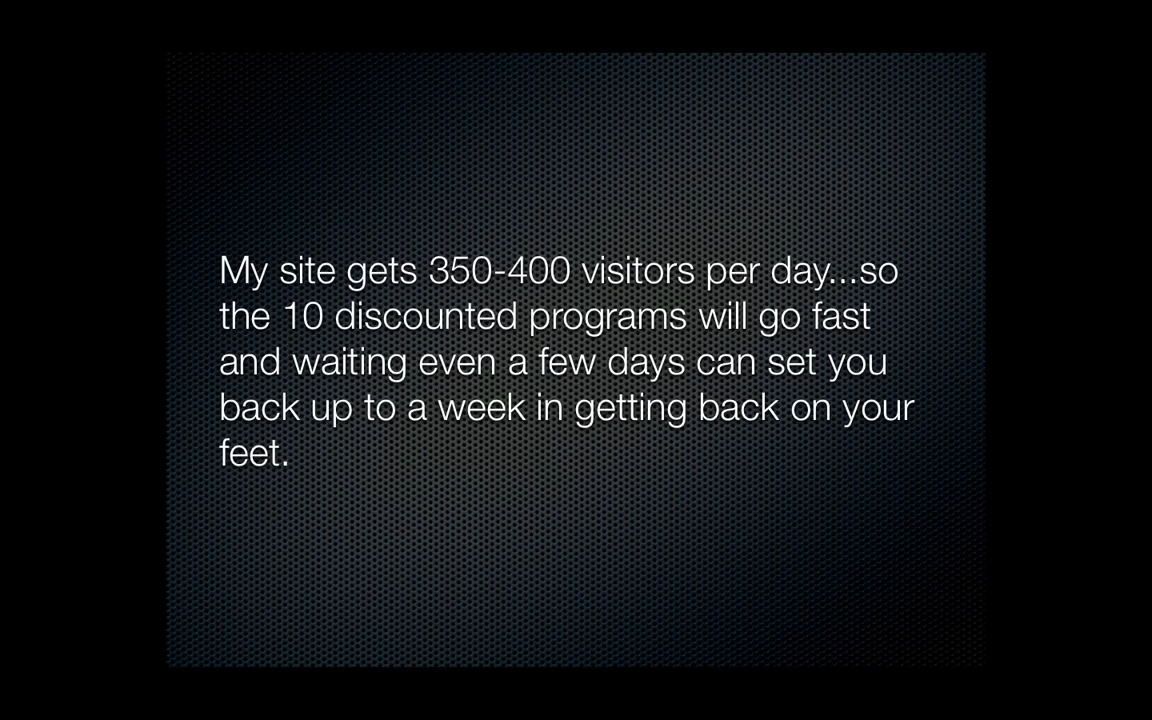 My site gets 350-400 visitors per day...so
the 10 discounted programs will go fast
and waiting even a few days can set you
back up to a week in getting back on your
feet.